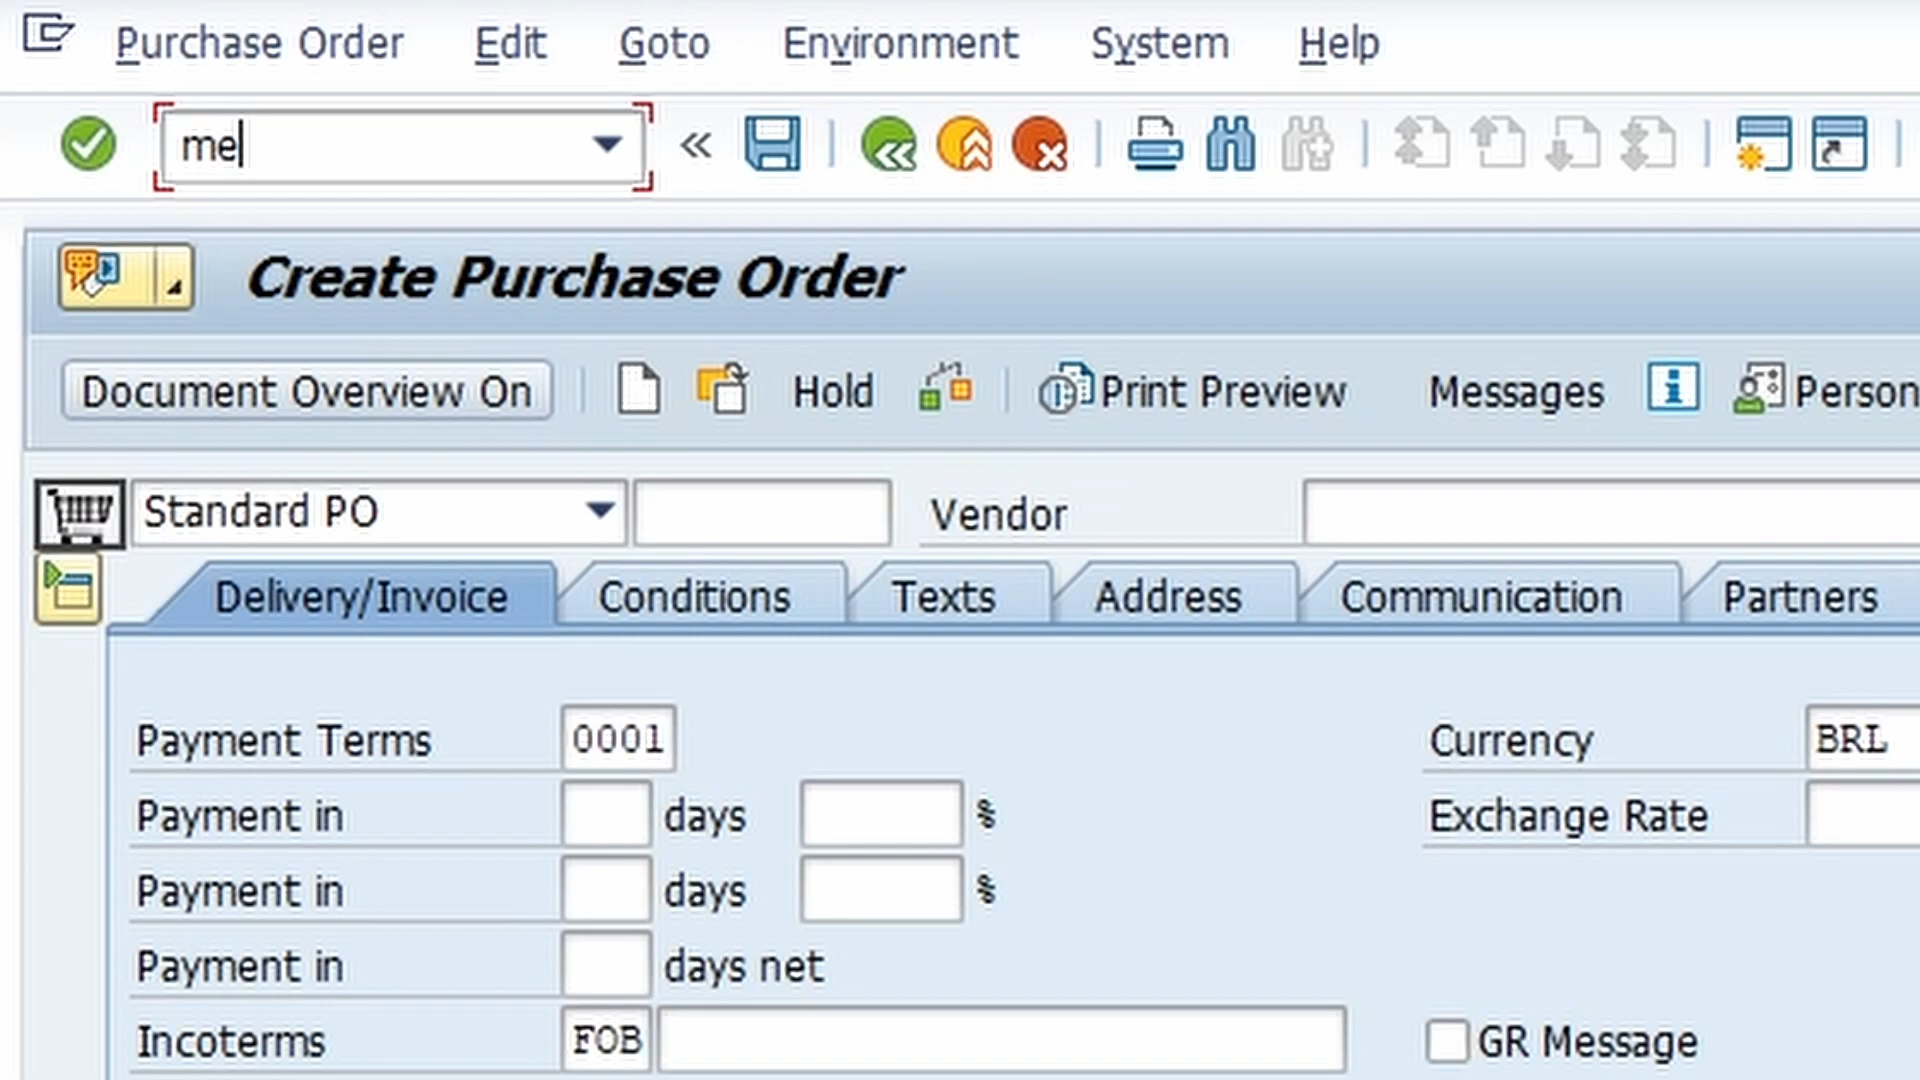 Purchase Order Edit Goto Environment System Help
me
Create Purchase Order
Document Overview On Hold Print Preview Messages Person
Standard PO Vendor
Delivery/Invoice Conditions Texts Address Communication Partners
Payment Terms 0001 Currency BRL
Payment in days % Exchange Rate
Payment in days %
Payment in days net
Incoterms FOB GR Message